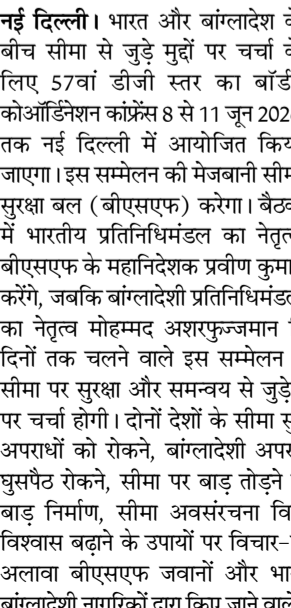 नई दिल्ली। भारत और बांग्लादेश
बीच सीमा से जुड़े मुद्दों पर चर्चा
लिए 57वां डीजी स्तर का
कोऑर्डिनेशन कांफ्रेंस 8 से 11 जून
तक नई दिल्ली में आयोजित
जाएगा। इस सम्मेलन की मेजबानी
सुरक्षा बल (बीएसएफ) करेगा।
में भारतीय प्रतिनिधिमंडल का
बीएसएफ के महानिदेशक प्रवीण
करेंगे, जबकि बांग्लादेशी
का नेतृत्व मोहम्मद अशरफुज्जमान
दिनों तक चलने वाले इस सम्मेलन
सीमा पर सुरक्षा और समन्वय से जुड़े
पर चर्चा होगी। दोनों देशों के सीमा
अपराधों को रोकने, बांग्लादेशी
घुसपैठ रोकने, सीमा पर बाड़ तोड़ने
बाड़ निर्माण, सीमा अवसंरचना
विश्वास बढ़ाने के उपायों पर विचार-
अलावा बीएसएफ जवानों और
बांग्लादेशी नागरिकों द्वारा किए जाने वाले